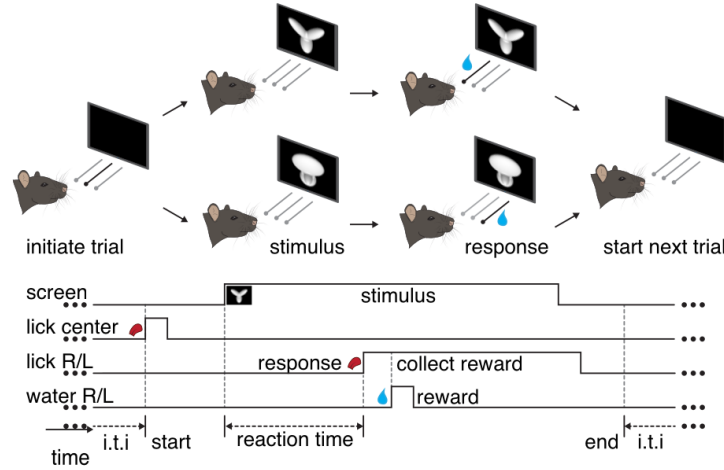 initiate trial
stimulus
response
start next trial
screen
stimulus
lick center
lick R/L
response
collect reward
water R/L
reward
time
i.t.i
start
reaction time
end
i.t.i